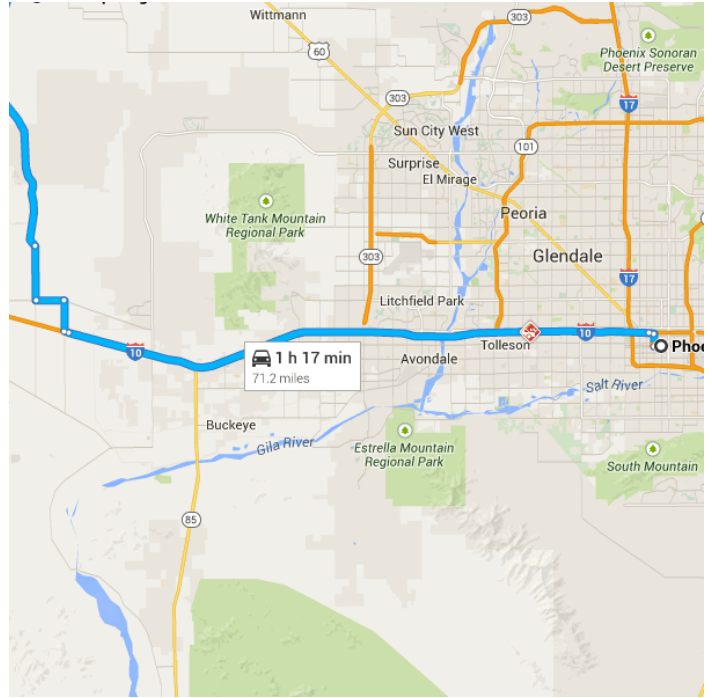 Wittmann
303
60
Phoenix Sonoran
Desert Preserve
303
17
Sun City West
101
Surprise
El Mirage
White Tank Mountain
Regional Park
Peoria
Glendale
303
17
Litchfield Park
10
10
1 h 17 min
71.2 miles
Avondale
Tolleson
Phoe
Salt River
Buckeye
Gila River
Estrella Mountain
Regional Park
South Mountain
85